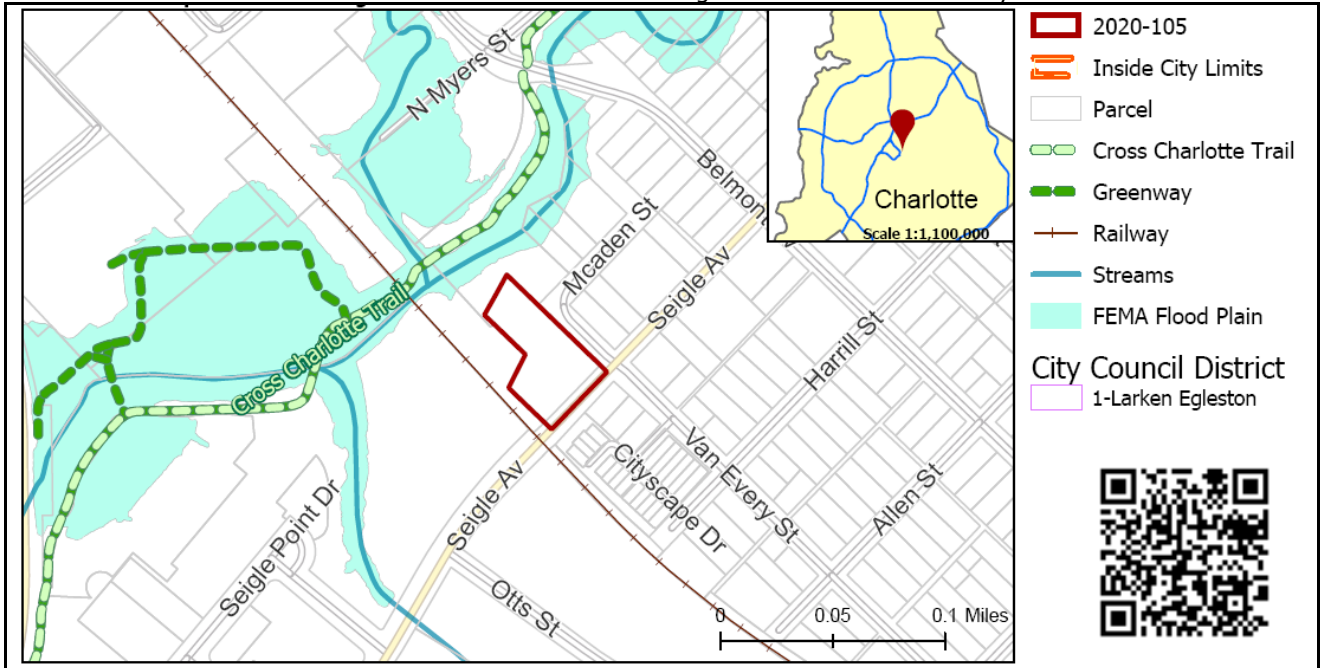 N Myers St
Belmont
Mcaden St
Seigle Av
Harrill St
Cross Charlotte Trail
Van Every St
Cityscape Dr
Allen St
Seigle Av
Seigle Point Dr
Otts St
0 0.05 0.1 Miles
Charlotte
Scale 1:1,100,000
2020-105
Inside City Limits
Parcel
Cross Charlotte Trail
Greenway
Railway
Streams
FEMA Flood Plain
City Council District
1-Larken Egleston